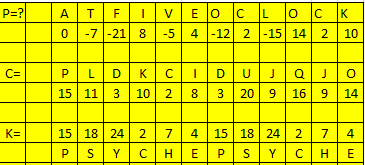 P=? A T F I V E O C L O C K
0 -7 -21 8 -5 4 -12 2 -15 14 2 10
C= P L D K C I D U J Q J O
15 11 3 10 2 8 3 20 9 16 9 14
K= 15 18 24 2 7 4 15 18 24 2 7 4
P S Y C H E P S Y C H E